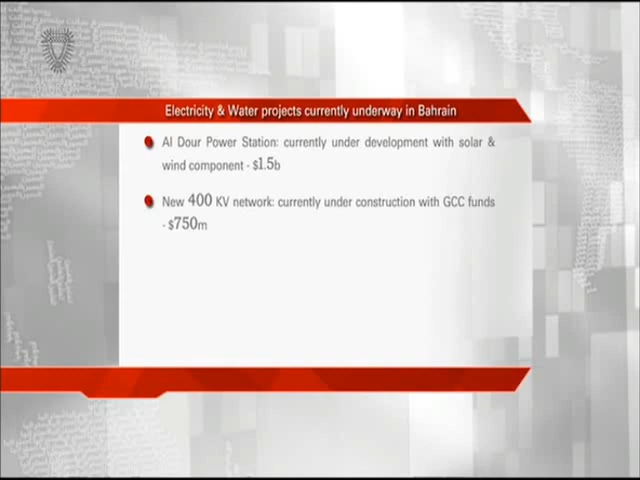 Electricity & Water projects currently underway in Bahrain
Al Dour Power Station: currently under development with solar &
wind component - $1.5b
New 400 KV network: currently under construction with GCC funds
- $750m